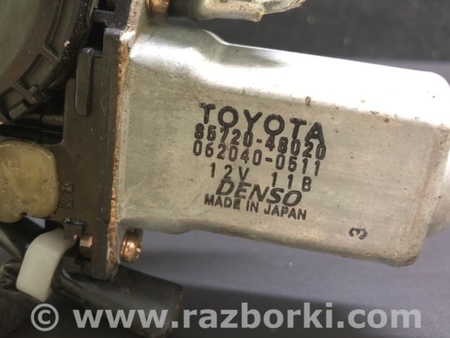 TOYOTA
85720-48020
062040-0511
12V 11B
DENSO
MADE IN JAPAN
3
www.razborki.com